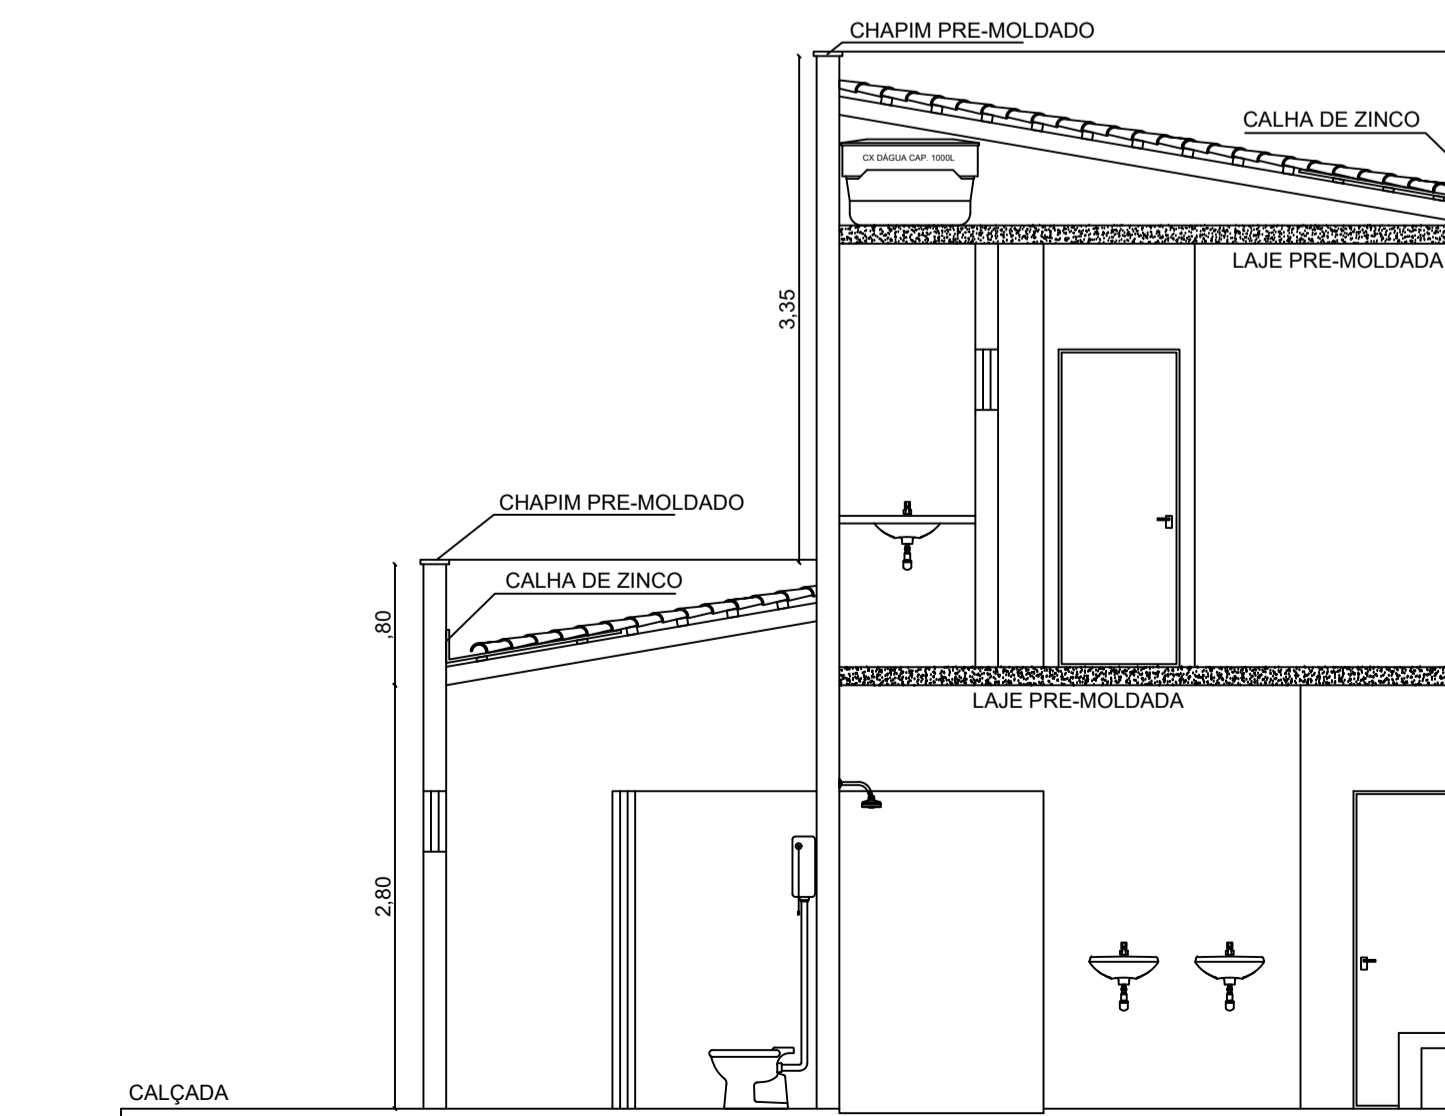 CHAPIM PRE-MOLDADO
CALHA DE ZINCO
CX DÁGUA CAP. 1000L
LAJE PRE-MOLDADA
3,35
CHAPIM PRE-MOLDADO
CALHA DE ZINCO
,80
LAJE PRE-MOLDADA
2,80
CALÇADA